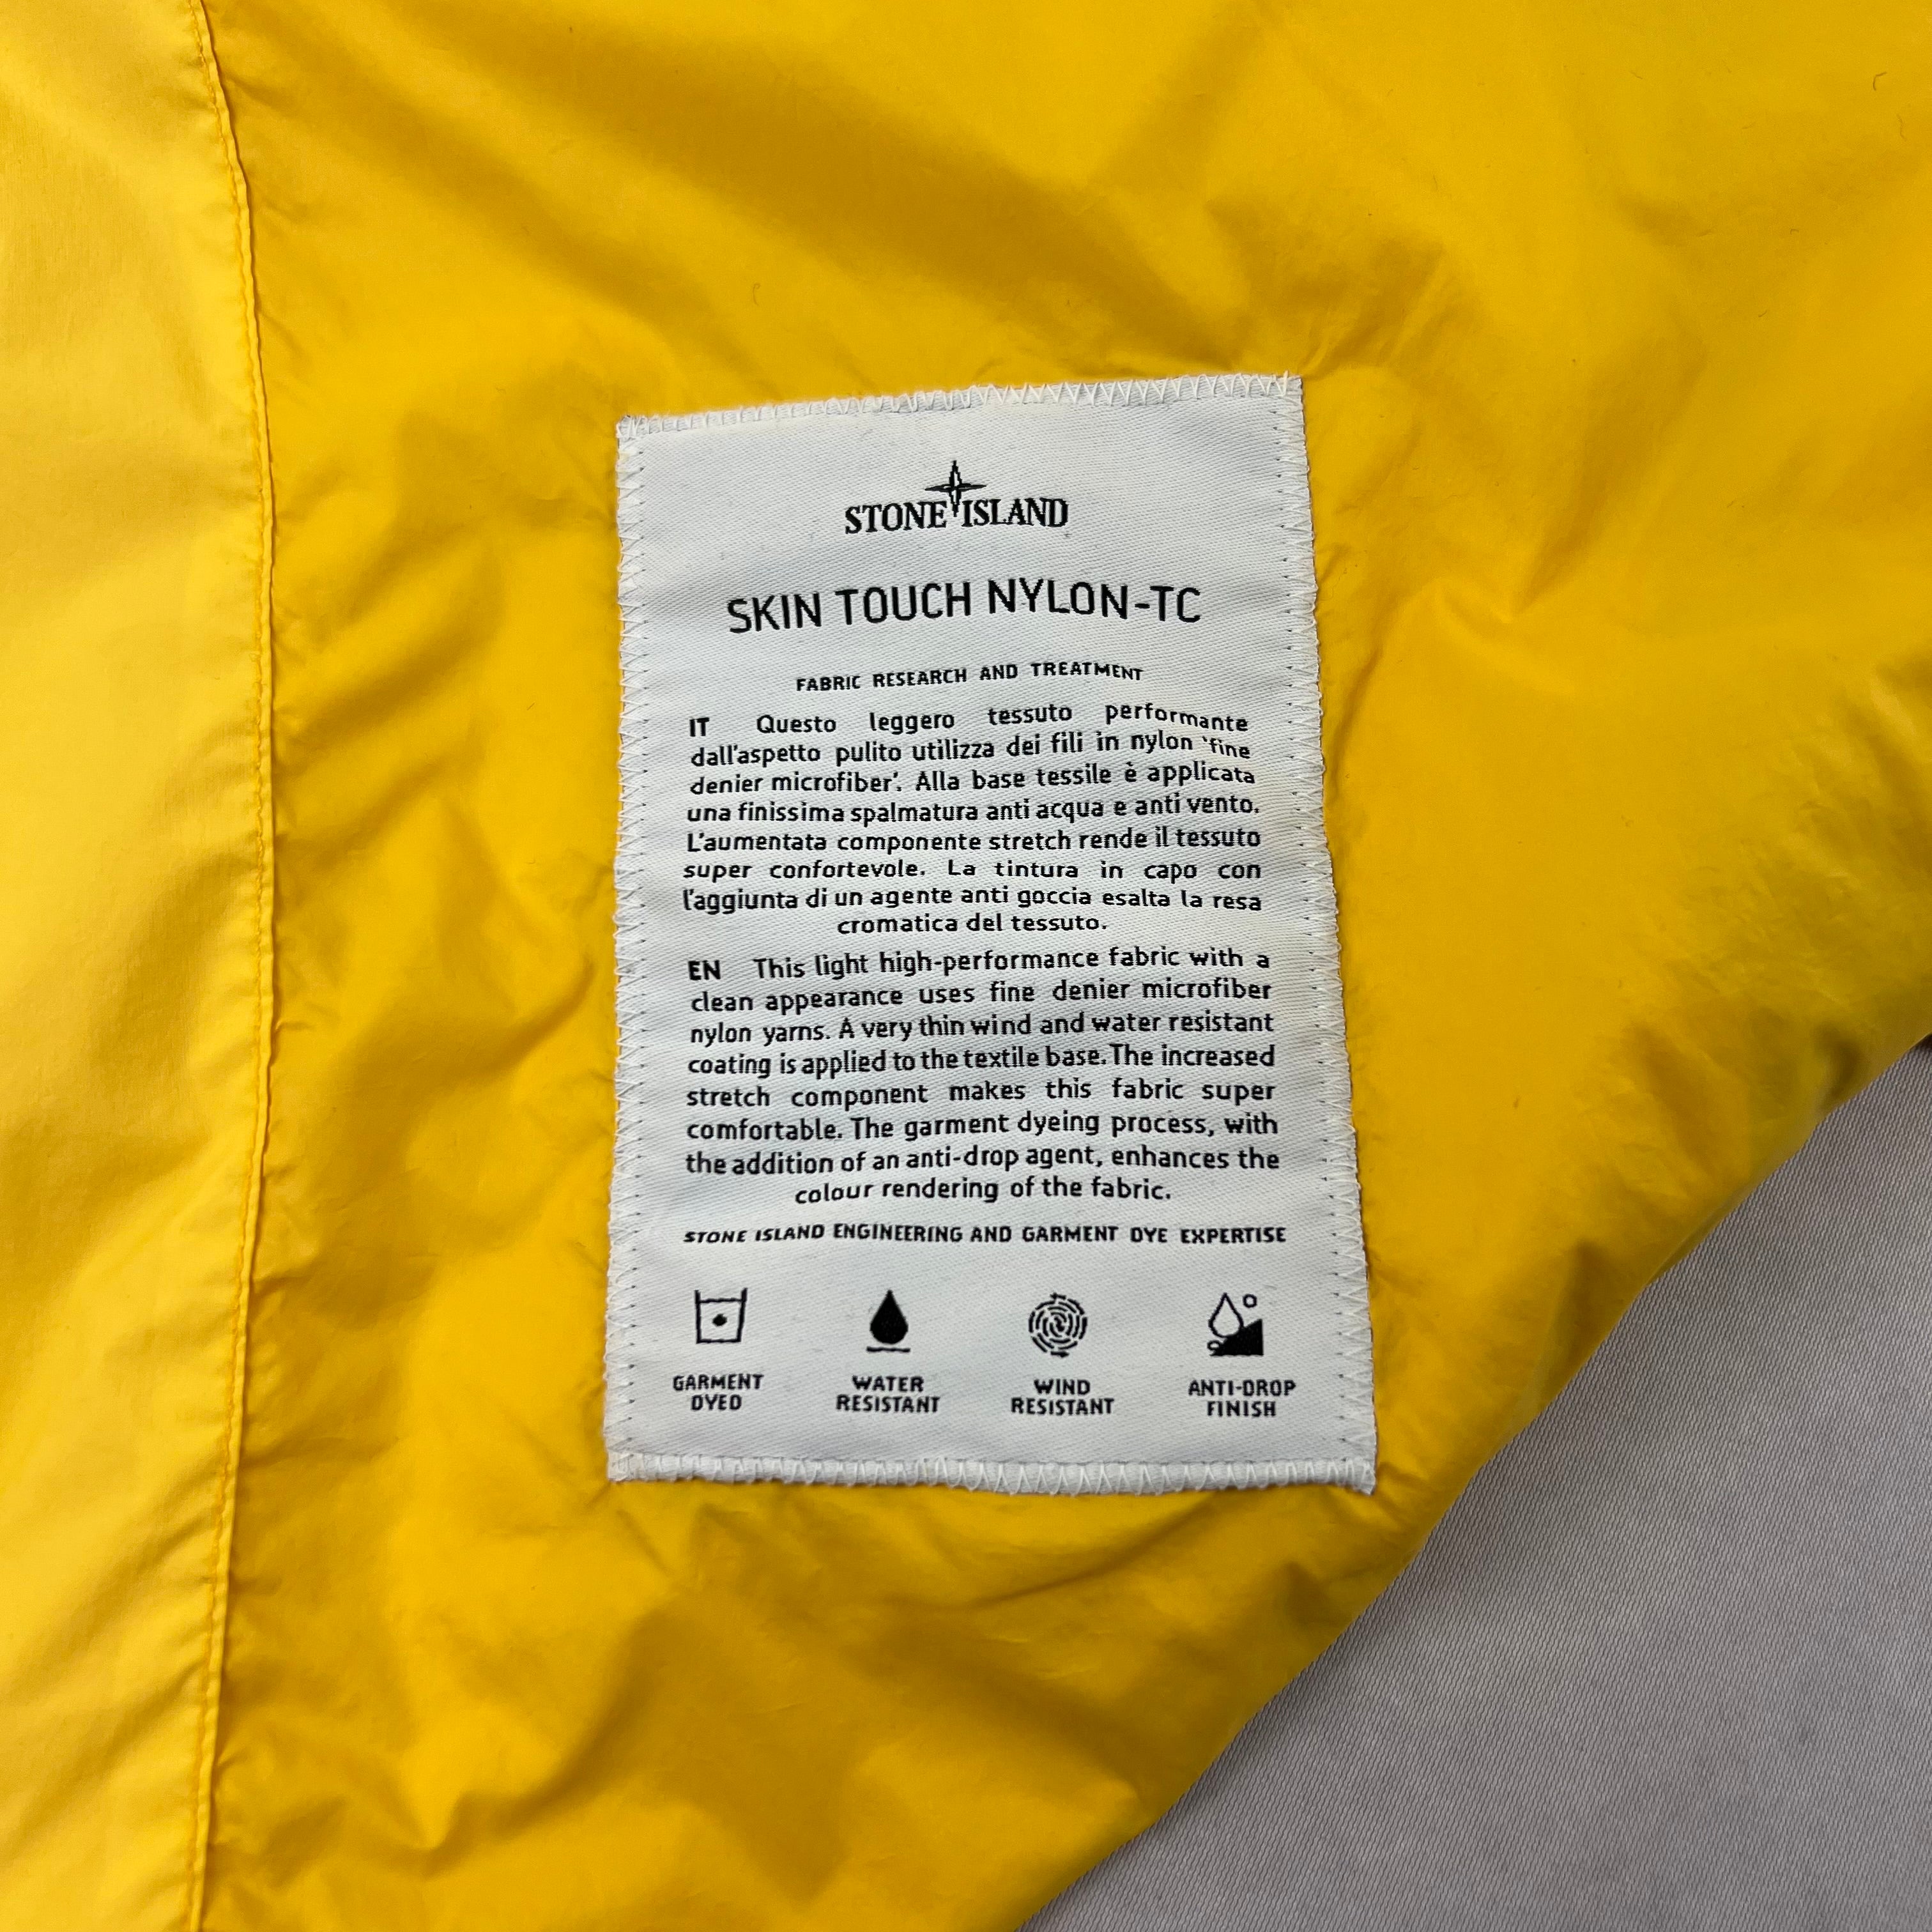 STONE ISLAND
SKIN TOUCH NYLON-TC
FABRIC RESEARCH AND TREATMENT
IT Questo leggero tessuto performante
dall'aspetto pulito utilizza dei fili in nylon 'fine
denier microfiber'. Alla base tessile è applicata
una finissima spalmatura anti acqua e anti vento.
L'aumentata componente stretch rende il tessuto
super confortevole. La tintura in capo con
l'aggiunta di un agente anti goccia esalta la resa
cromatica del tessuto.
EN This light high-performance fabric with a
clean appearance uses fine denier microfiber
nylon yarns. A very thin wind and water resistant
coating is applied to the textile base. The increased
stretch component makes this fabric super
comfortable. The garment dyeing process, with
the addition of an anti-drop agent, enhances the
colour rendering of the fabric.
STONE ISLAND ENGINEERING AND GARMENT DYE EXPERTISE
GARMENT
DYED
WATER
RESISTANT
WIND
RESISTANT
ANTI-DROP
FINISH